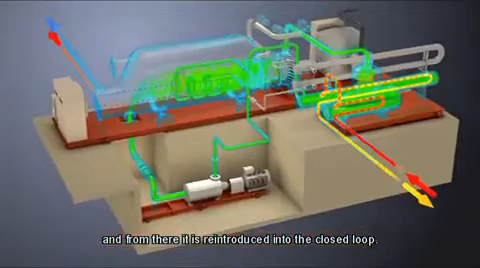 and from there it is reintroduced into the closed loop.